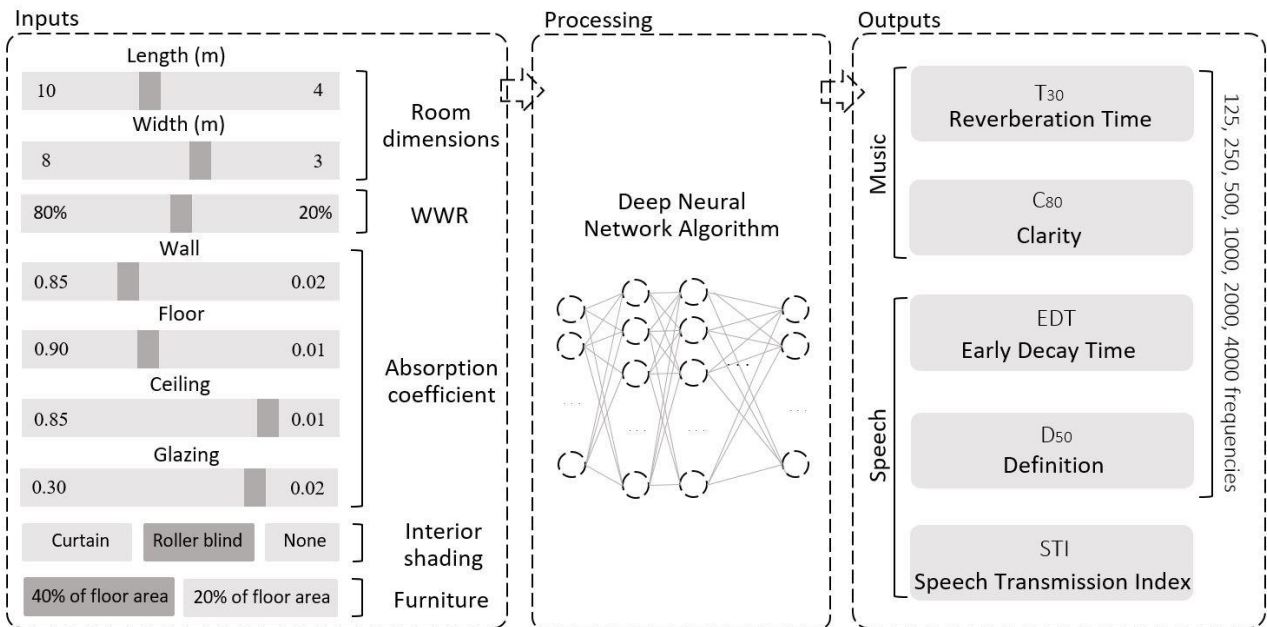 Inputs
Length (m)
10 4
Width (m)
8 3
Room
dimensions
80% 20%
WWR
Wall
0.85 0.02
Floor
0.90 0.01
Ceiling
0.85 0.01
Glazing
0.30 0.02
Absorption
coefficient
Curtain Roller blind None
Interior
shading
40% of floor area 20% of floor area
Furniture
Processing
Deep Neural
Network Algorithm
. . .
. . .
. . .
. . .
. . .
Outputs
Music
T30
Reverberation Time
C80
Clarity
Speech
EDT
Early Decay Time
D50
Definition
STI
Speech Transmission Index
125, 250, 500, 1000, 2000, 4000 frequencies